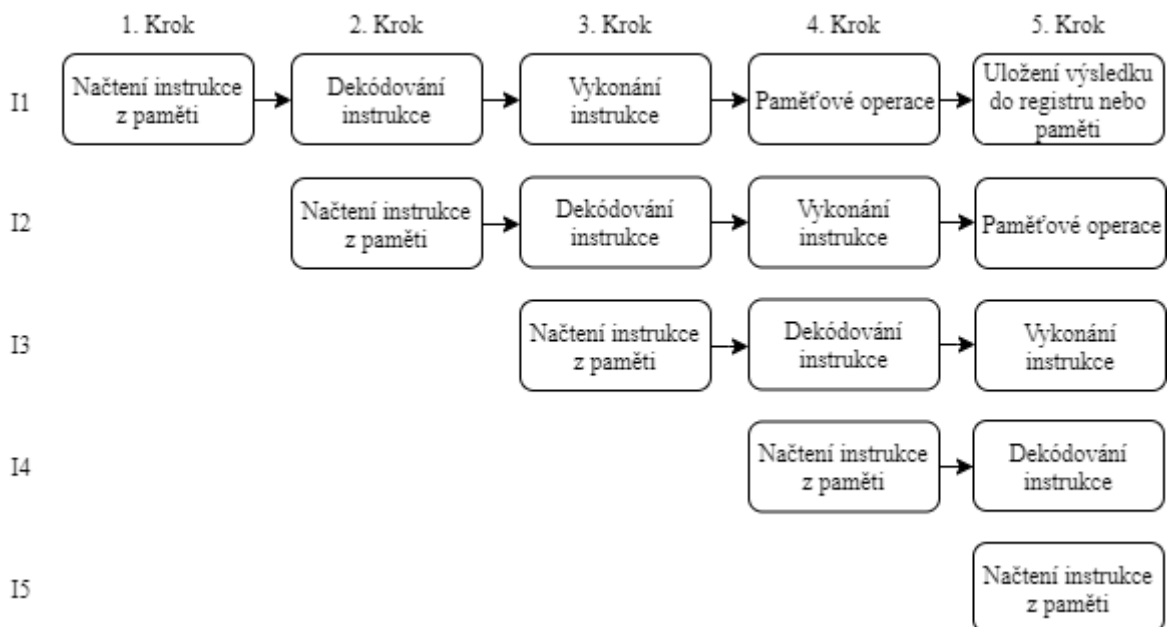 1. Krok
2. Krok
3. Krok
4. Krok
5. Krok
I1
Načtení instrukce
z paměti
Dekódování
instrukce
Vykonání
instrukce
Paměťové operace
Uložení výsledku
do registru nebo
paměti
I2
Načtení instrukce
z paměti
Dekódování
instrukce
Vykonání
instrukce
Paměťové operace
I3
Načtení instrukce
z paměti
Dekódování
instrukce
Vykonání
instrukce
I4
Načtení instrukce
z paměti
Dekódování
instrukce
I5
Načtení instrukce
z paměti